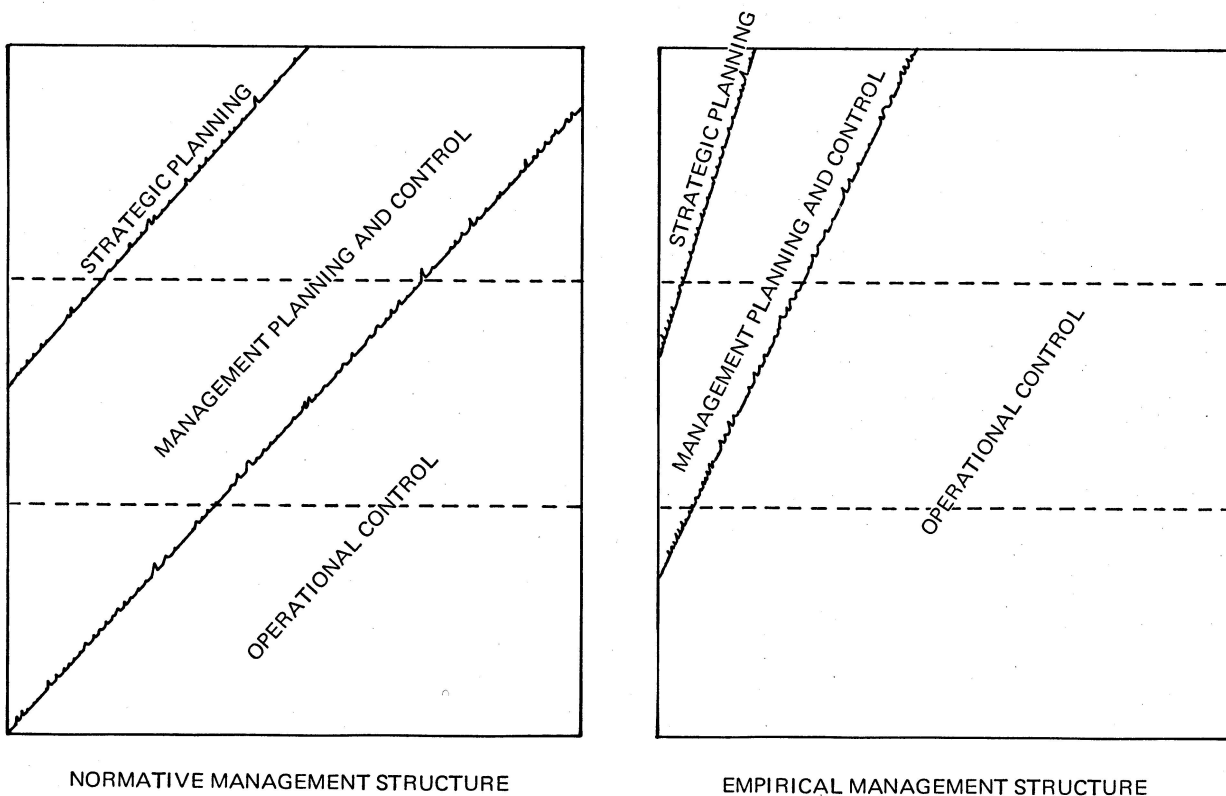 STRATEGIC PLANNING
MANAGEMENT PLANNING AND CONTROL
OPERATIONAL CONTROL
NORMATIVE MANAGEMENT STRUCTURE
STRATEGIC PLANNING
MANAGEMENT PLANNING AND CONTROL
OPERATIONAL CONTROL
EMPIRICAL MANAGEMENT STRUCTURE